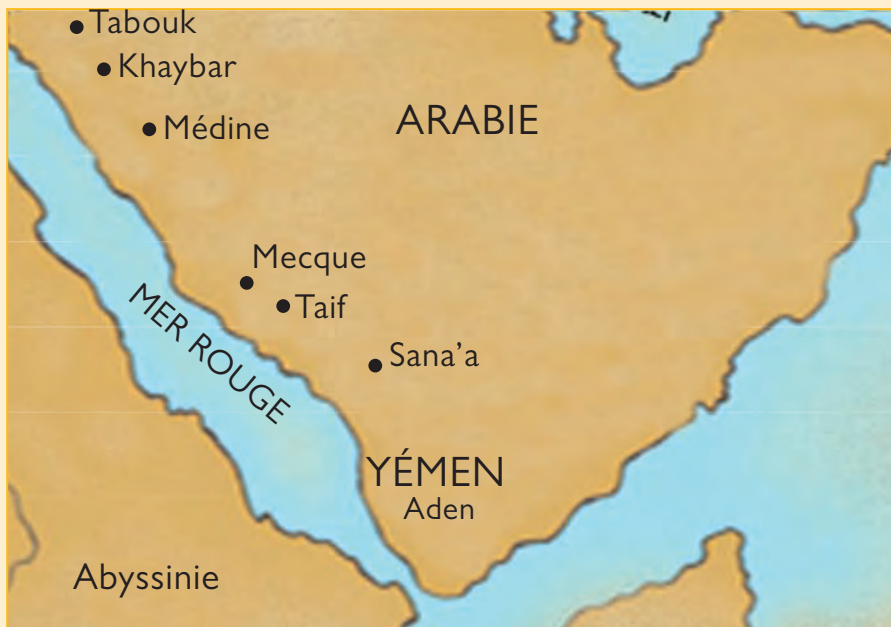 Tabouk
Khaybar
Médine
ARABIE
Mecque
Taif
MER ROUGE
Sana’a
YÉMEN
Aden
Abyssinie